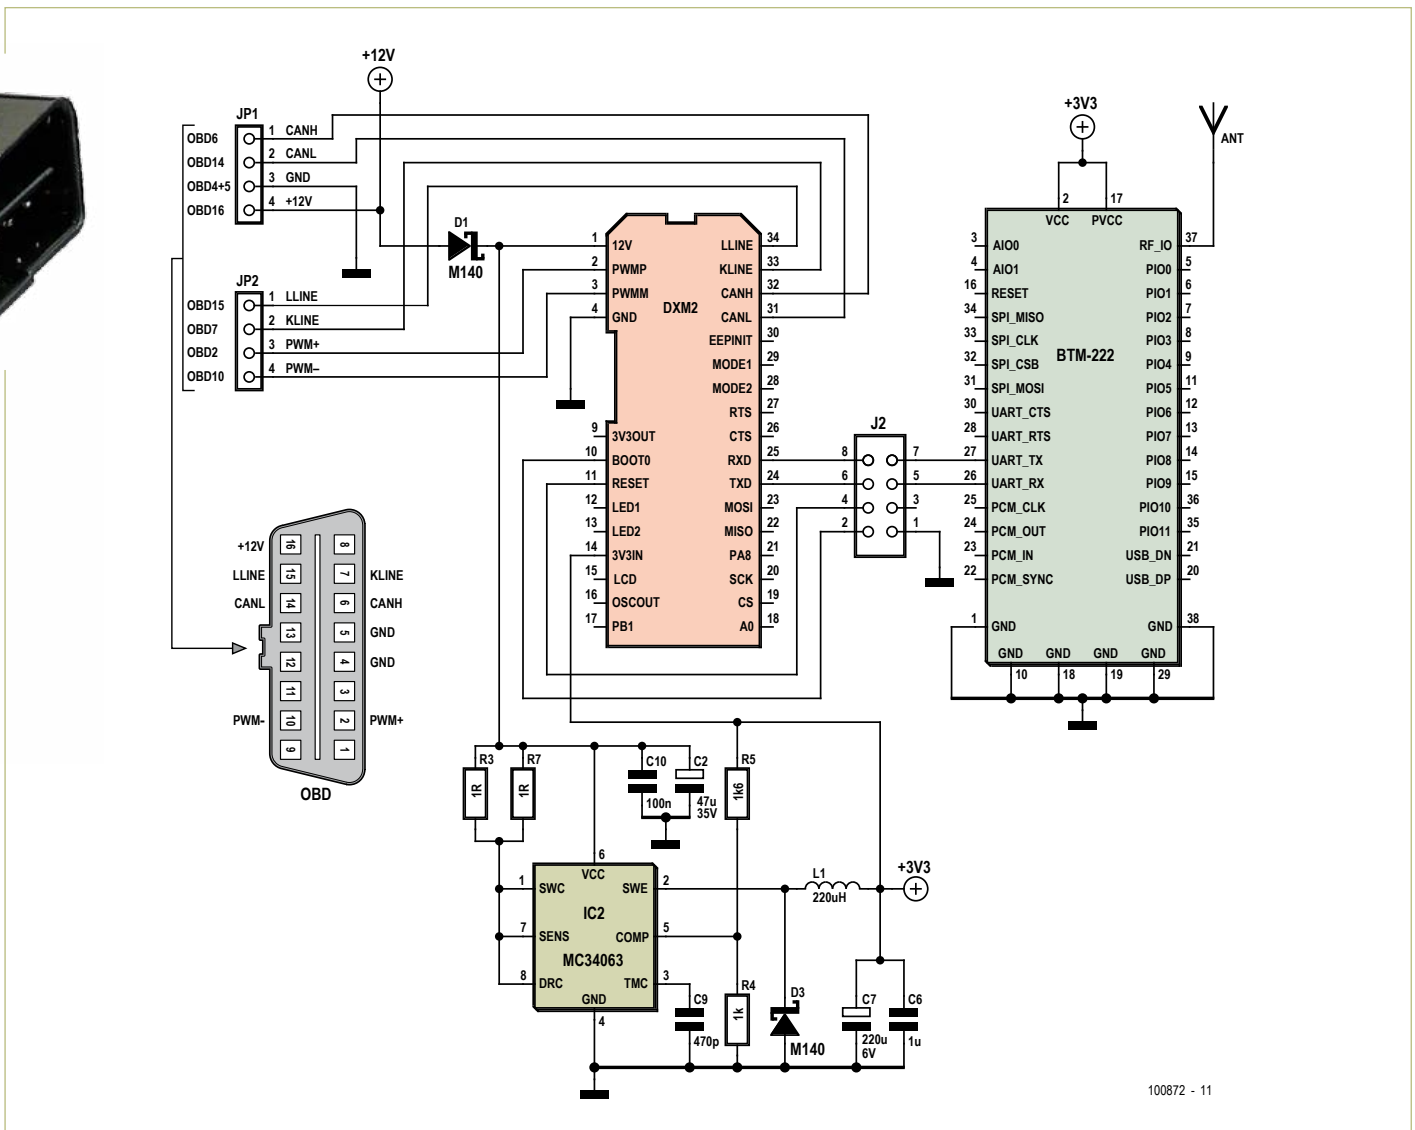 +12V
JP1
OBD6 1 CANH
OBD14 2 CANL
OBD4+5 3 GND
OBD16 4 +12V
D1
M140
JP2
OBD15 1 LLINE
OBD7 2 KLINE
OBD2 3 PWM+
OBD10 4 PWM–
DXM2
1 12V LLINE 34
2 PWMP KLINE 33
3 PWMM CANH 32
4 GND CANL 31
EEPINIT 30
MODE1 29
MODE2 28
RTS 27
9 3V3OUT CTS 26
10 BOOT0 RXD 25
11 RESET TXD 24
12 LED1 MOSI 23
13 LED2 MISO 22
14 3V3IN PA8 21
15 LCD SCK 20
16 OSCOUT CS 19
17 PB1 A0 18
J2
8 7
6 5
4 3
2 1
+3V3
ANT
2 17
VCC PVCC
BTM-222
3 AIO0 RF_IO 37
4 AIO1 PIO0 5
16 RESET PIO1 6
34 SPI_MISO PIO2 7
33 SPI_CLK PIO3 8
32 SPI_CSB PIO4 9
31 SPI_MOSI PIO5 11
30 UART_CTS PIO6 12
28 UART_RTS PIO7 13
27 UART_TX PIO8 14
26 UART_RX PIO9 15
25 PCM_CLK PIO10 36
24 PCM_OUT PIO11 35
23 PCM_IN USB_DN 21
22 PCM_SYNC USB_DP 20
1 GND GND 38
GND GND GND GND
10 18 19 29
+12V 16 8
LLINE 15 7 KLINE
CANL 14 6 CANH
13 5 GND
12 4 GND
11 3
PWM- 10 2 PWM+
9 1
OBD
R3 1R
R7 1R
C10 100n
C2 47u 35V
R5 1k6
6
VCC
1 SWC SWE 2
IC2
7 SENS COMP 5
MC34063
8 DRC TMC 3
GND
4
L1
220uH
+3V3
C9
470p
R4 1k
D3
M140
C7
220u
6V
C6
1u
100872 - 11